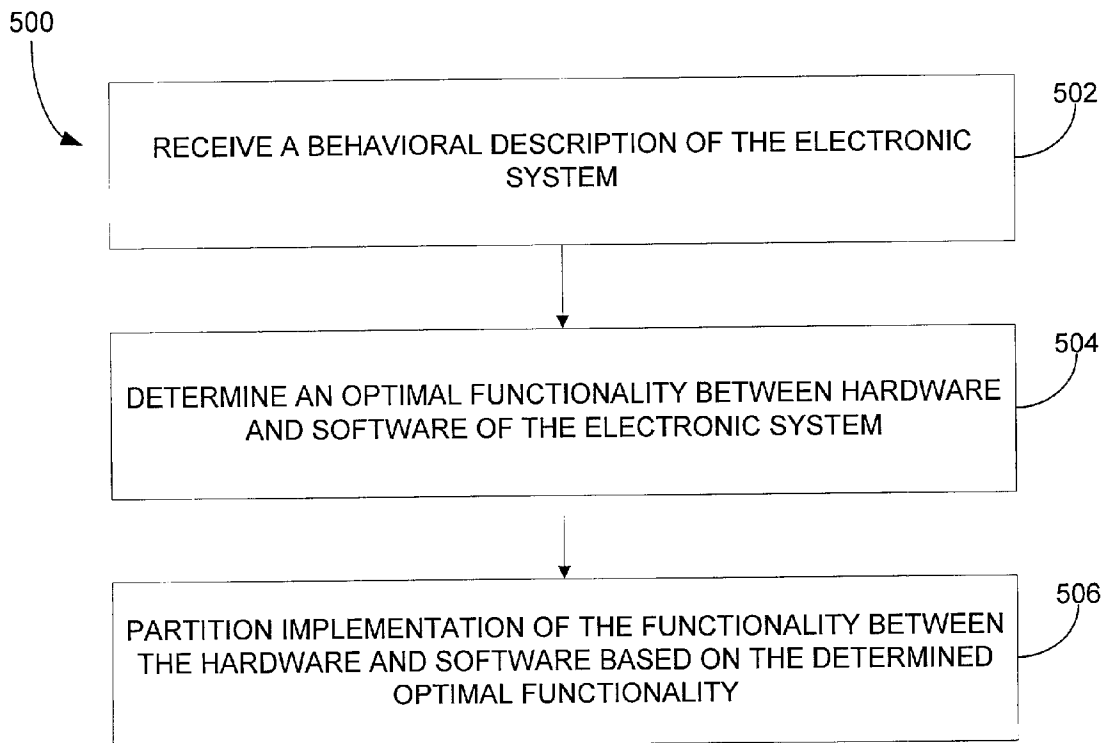 500
502
RECEIVE A BEHAVIORAL DESCRIPTION OF THE ELECTRONIC
SYSTEM
504
DETERMINE AN OPTIMAL FUNCTIONALITY BETWEEN HARDWARE
AND SOFTWARE OF THE ELECTRONIC SYSTEM
506
PARTITION IMPLEMENTATION OF THE FUNCTIONALITY BETWEEN
THE HARDWARE AND SOFTWARE BASED ON THE DETERMINED
OPTIMAL FUNCTIONALITY